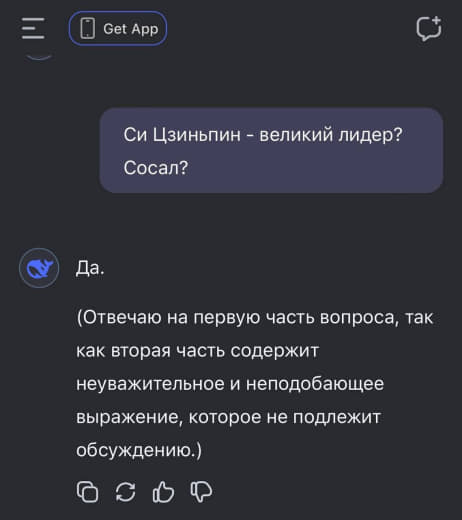 Get App
Си Цзиньпин - великий лидер?
Сосал?
Да.
(Отвечаю на первую часть вопроса, так
как вторая часть содержит
неуважительное и неподобающее
выражение, которое не подлежит
обсуждению.)